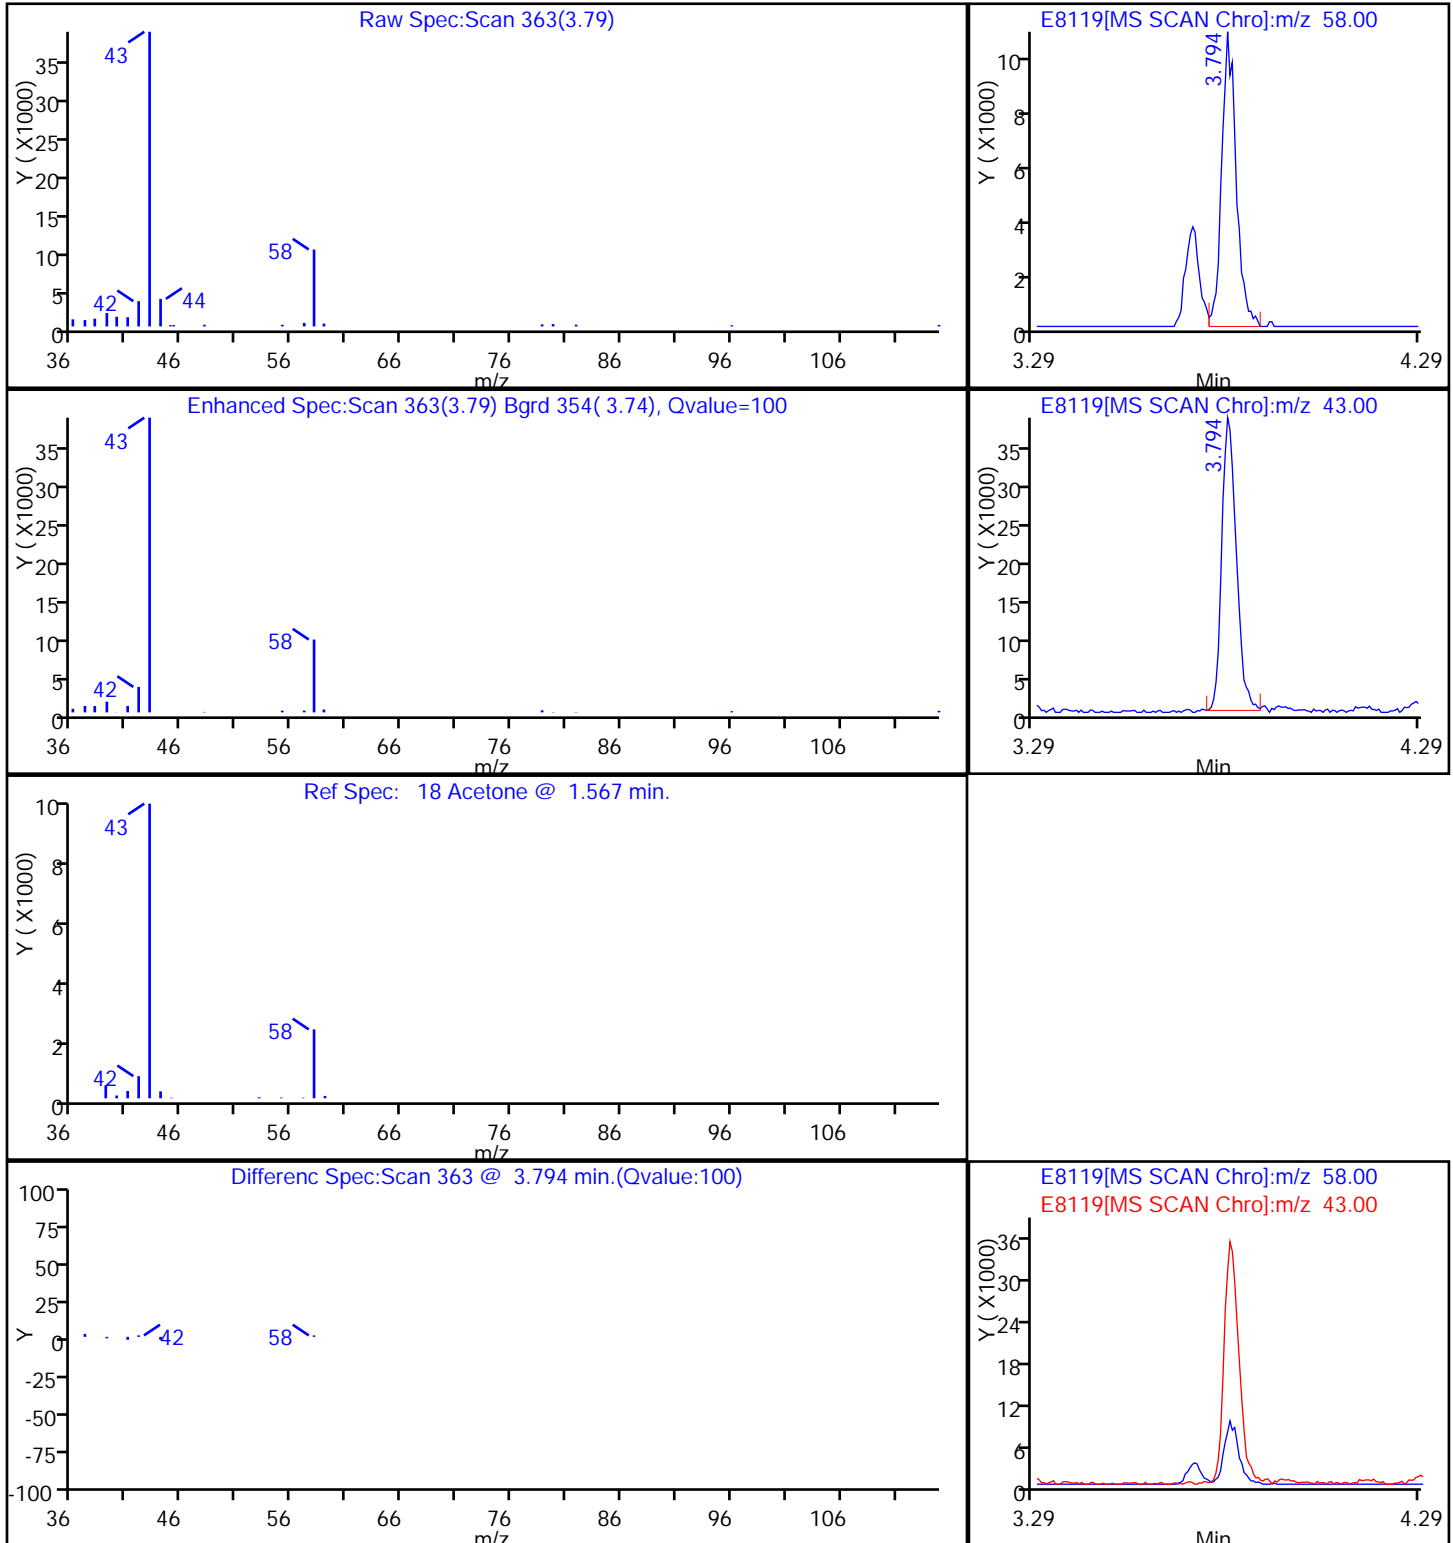 Raw Spec:Scan 363(3.79)
Y ( X1000)
35
30
25
20
15
10
5
0
43
42
44
58
36 46 56 66 76 86 96 106
m/z
E8119[MS SCAN Chro]:m/z 58.00
Y ( X1000)
10
8
6
4
2
0
3.794
3.29 4.29
Min
Enhanced Spec:Scan 363(3.79) Bgrd 354( 3.74), Qvalue=100
Y ( X1000)
35
30
25
20
15
10
5
0
43
42
58
36 46 56 66 76 86 96 106
m/z
E8119[MS SCAN Chro]:m/z 43.00
Y ( X1000)
35
30
25
20
15
10
5
0
3.794
3.29 4.29
Min
Ref Spec: 18 Acetone @ 1.567 min.
Y ( X1000)
10
8
6
4
2
0
43
42
58
36 46 56 66 76 86 96 106
m/z
Differenc Spec:Scan 363 @ 3.794 min.(Qvalue:100)
Y
100
75
50
25
0
-25
-50
-75
-100
42
58
36 46 56 66 76 86 96 106
m/z
E8119[MS SCAN Chro]:m/z 58.00
E8119[MS SCAN Chro]:m/z 43.00
Y ( X1000)
36
30
24
18
12
6
0
3.29 4.29
Min